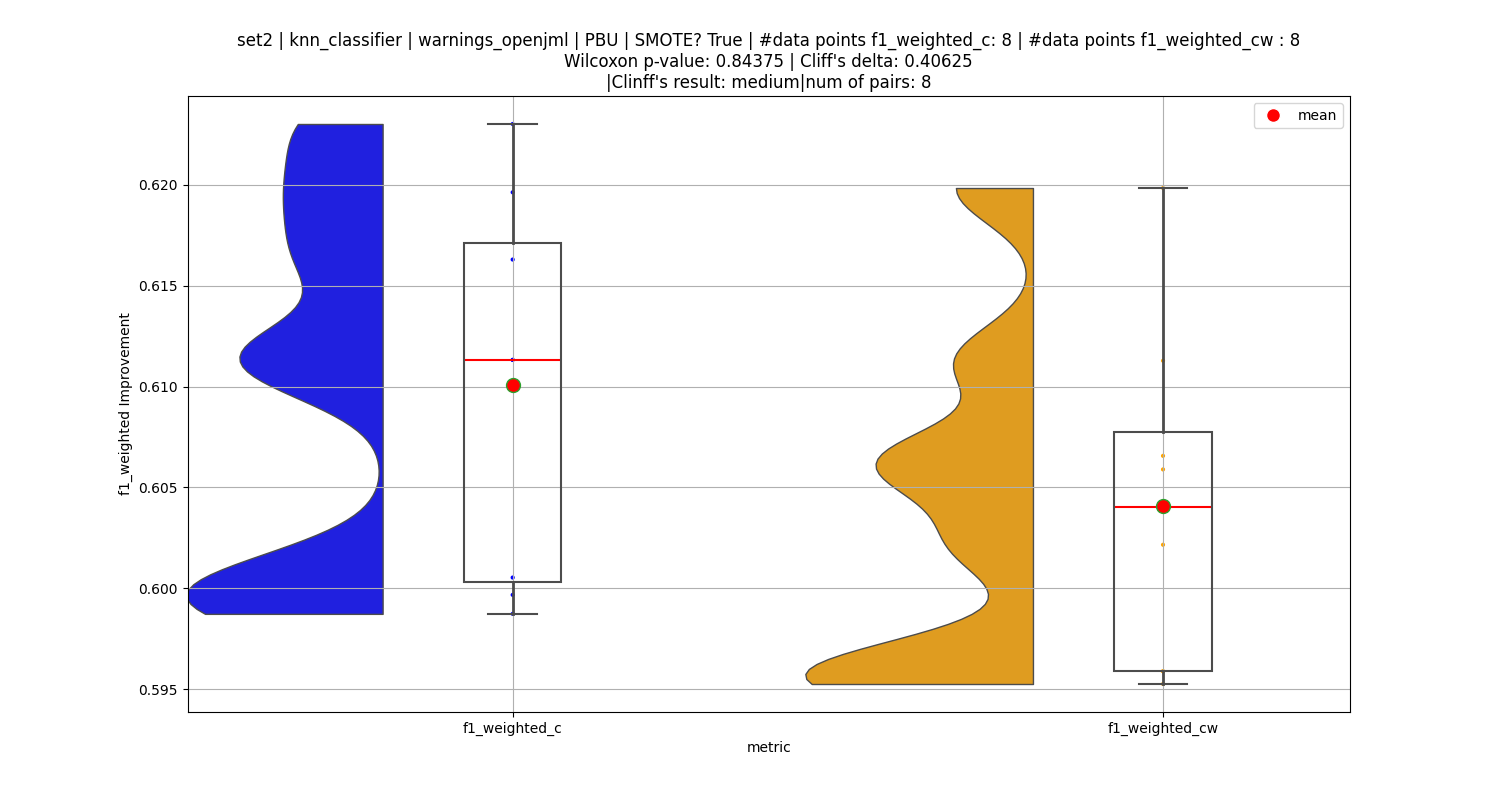 set2 | knn_classifier | warnings_openjml | PBU | SMOTE? True | #data points f1_weighted_c: 8 | #data points f1_weighted_cw : 8
Wilcoxon p-value: 0.84375 | Cliff's delta: 0.40625
|Clinff's result: medium|num of pairs: 8
mean
0.620
0.615
0.610
0.605
0.600
0.595
f1_weighted Improvement
f1_weighted_c
f1_weighted_cw
metric